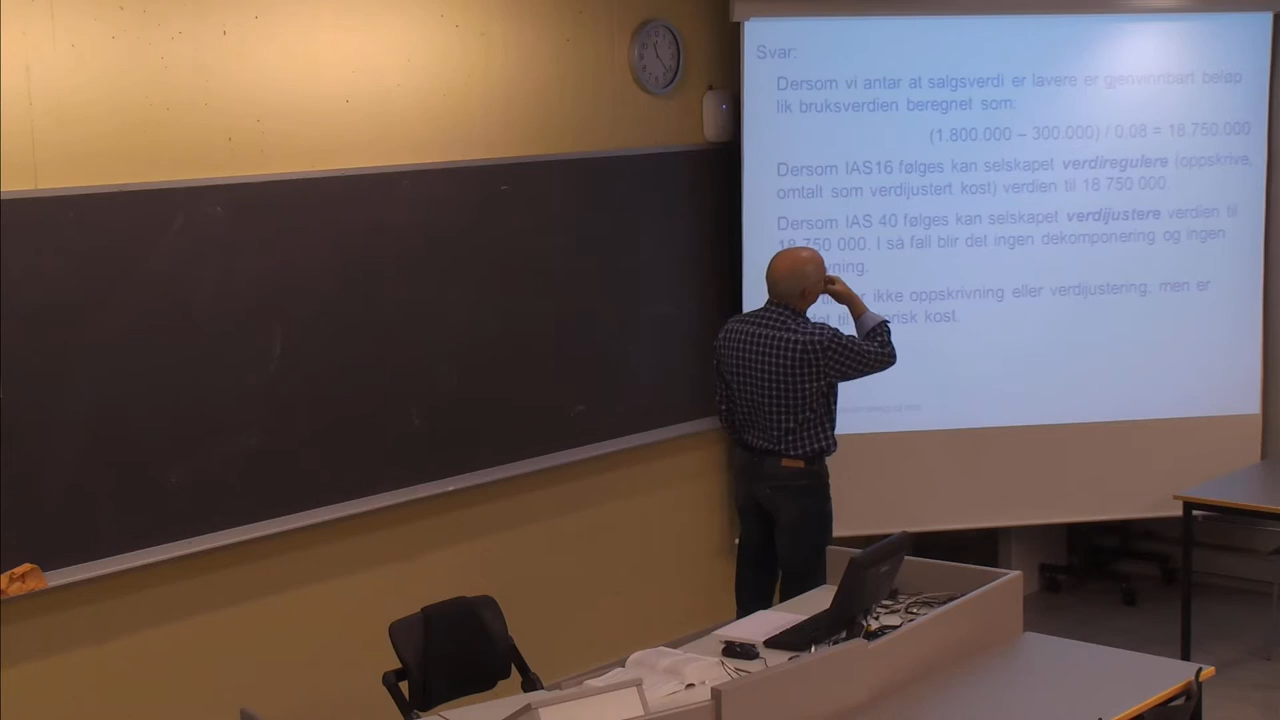 Svar:
Dersom vi antar at salgsverdi er lavere er gjenvinnbart beløp
lik bruksverdien beregnet som:
(1.800.000 – 300.000) / 0.08 = 18.750.000
Dersom IAS16 følges kan selskapet verdiregulere (oppskrive,
omtalt som verdijustert kost) verdien til 18 750 000.
Dersom IAS 40 følges kan selskapet verdijustere verdien til
18 750 000. I så fall blir det ingen dekomponering og ingen
ikke oppskrivning eller verdijustering, men er
til kost.